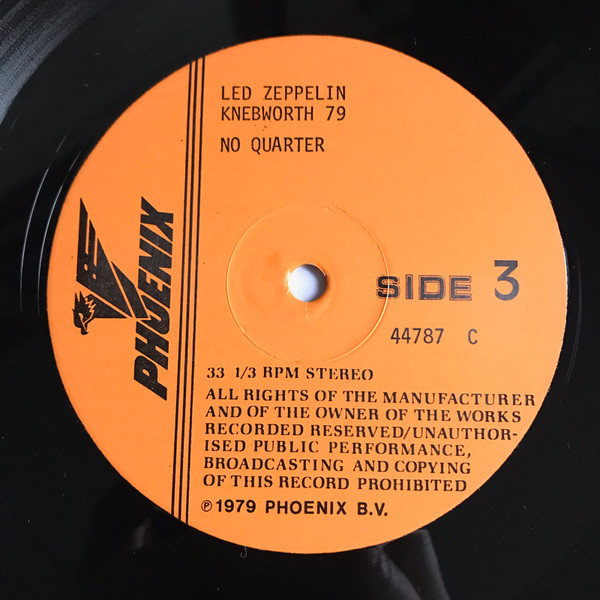 LED ZEPPELIN
KNEBWORTH 79
NO QUARTER
PHOENIX
SIDE 3
44787 C
33 1/3 RPM STEREO
ALL RIGHTS OF THE MANUFACTURER
AND OF THE OWNER OF THE WORKS
RECORDED RESERVED/UNAUTHOR-
ISED PUBLIC PERFORMANCE,
BROADCASTING AND COPYING
OF THIS RECORD PROHIBITED
℗ 1979 PHOENIX B.V.